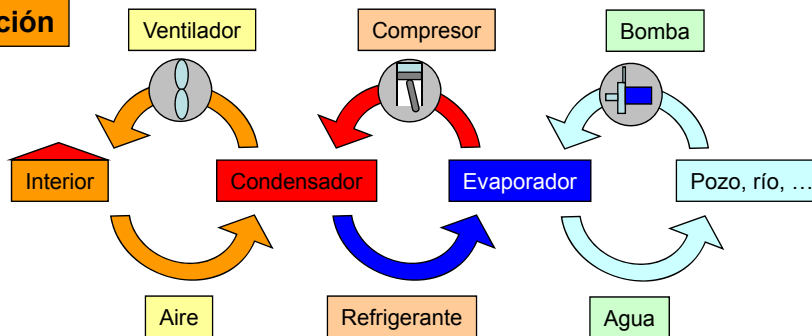 ción
Ventilador
Compresor
Bomba
Interior
Condensador
Evaporador
Pozo, río, …
Aire
Refrigerante
Agua